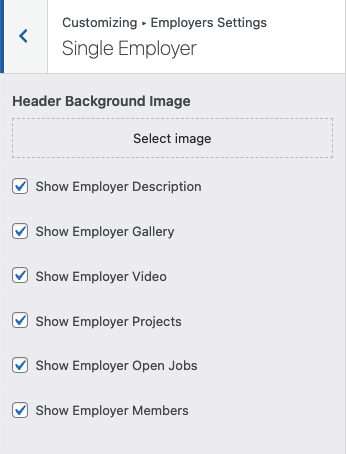 Customizing ▸ Employers Settings
Single Employer
Header Background Image
Select image
Show Employer Description
Show Employer Gallery
Show Employer Video
Show Employer Projects
Show Employer Open Jobs
Show Employer Members